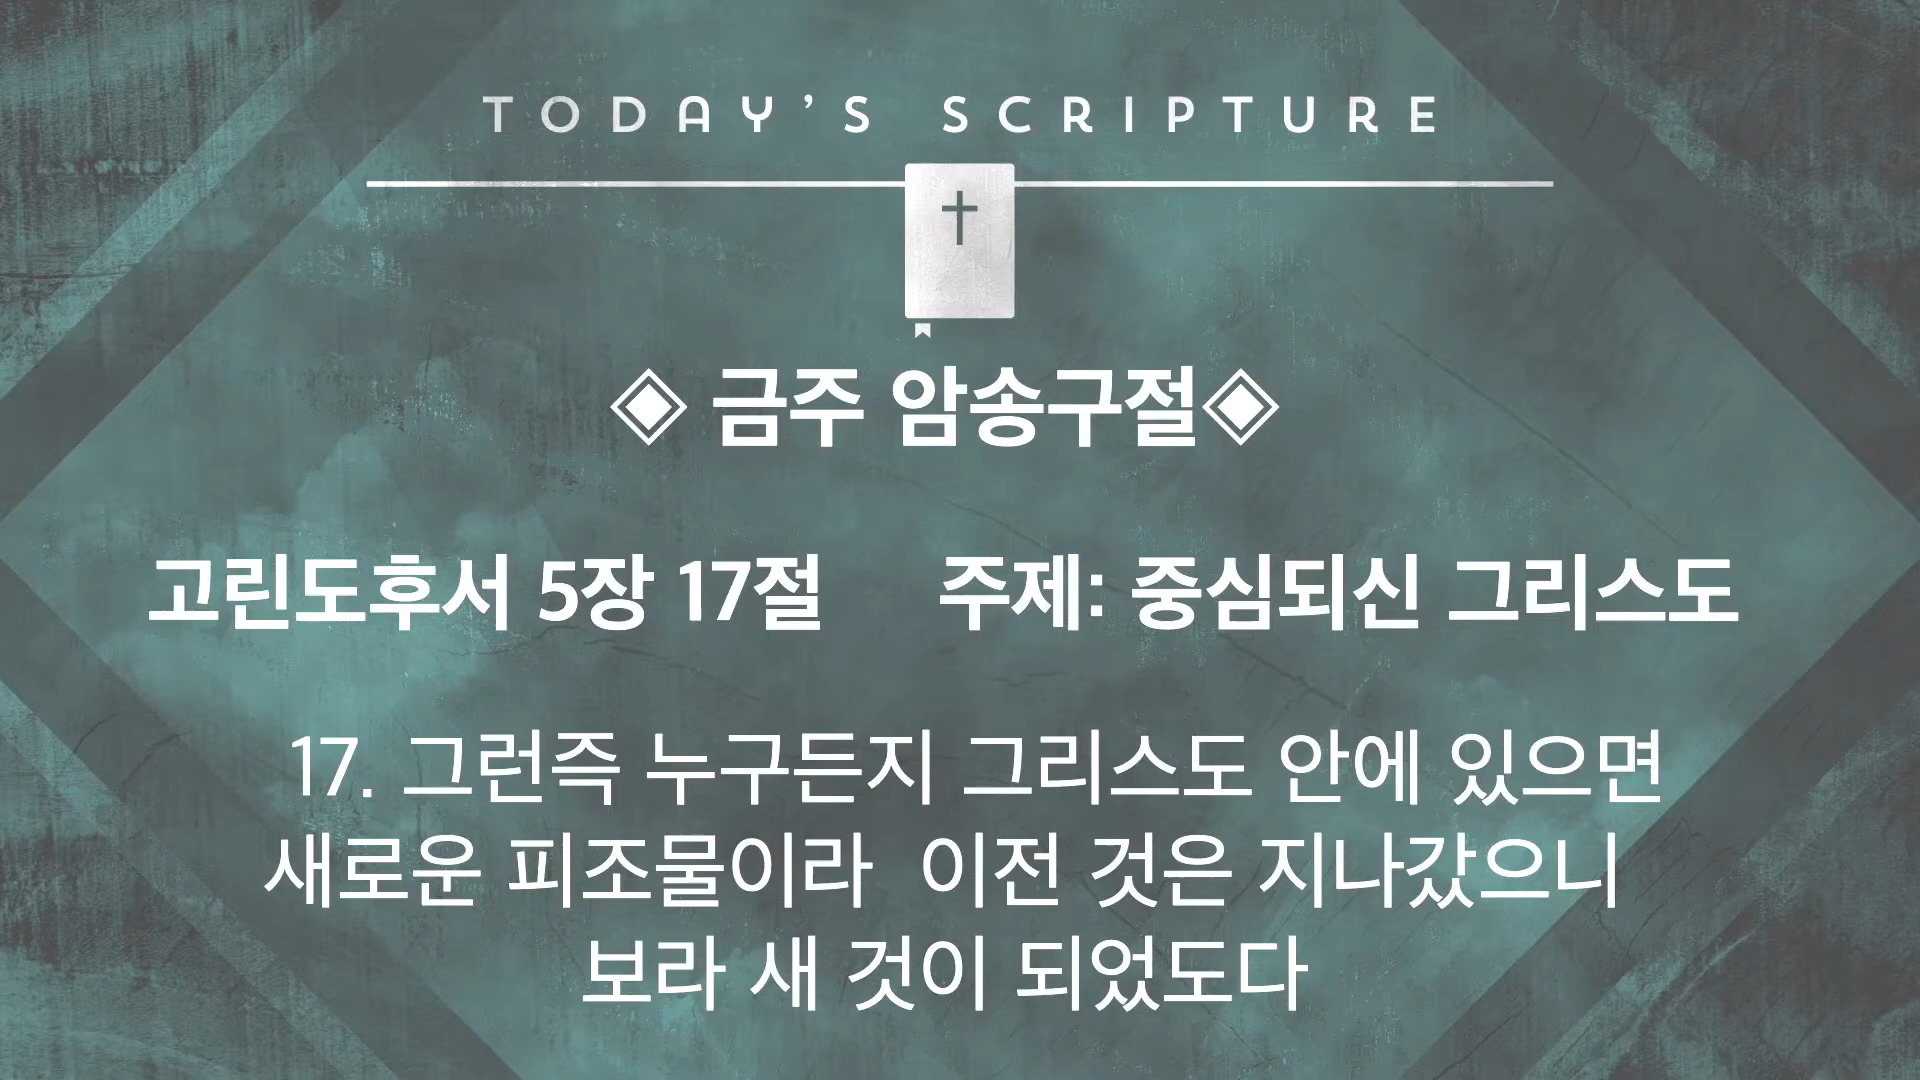 TODAY'S SCRIPTURE
◈ 금주 암송구절◈
고린도후서 5장 17절 주제: 중심되신 그리스도
17. 그런즉 누구든지 그리스도 안에 있으면
새로운 피조물이라 이전 것은 지나갔으니
보라 새 것이 되었도다